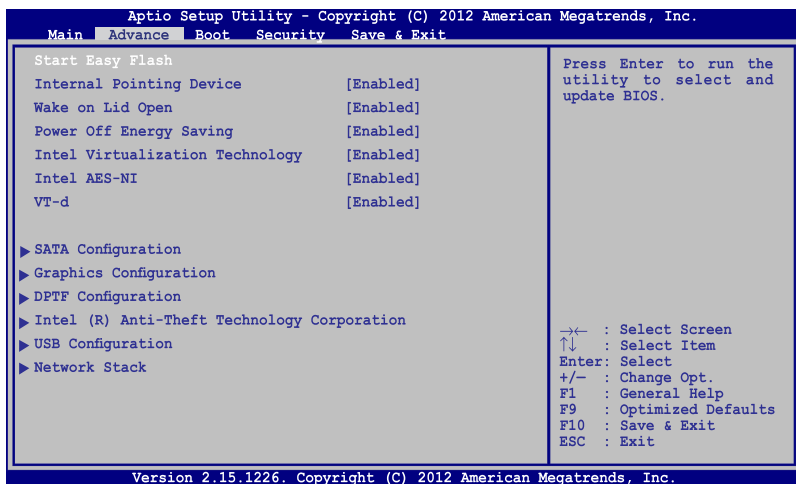 Aptio Setup Utility - Copyright (C) 2012 American Megatrends, Inc.
Main Advance Boot Security Save & Exit
Start Easy Flash
Internal Pointing Device [Enabled]
Wake on Lid Open [Enabled]
Power Off Energy Saving [Enabled]
Intel Virtualization Technology [Enabled]
Intel AES-NI [Enabled]
VT-d [Enabled]
SATA Configuration
Graphics Configuration
DPTF Configuration
Intel (R) Anti-Theft Technology Corporation
USB Configuration
Network Stack
Press Enter to run the
utility to select and
update BIOS.
→← : Select Screen
↑↓ : Select Item
Enter: Select
+/— : Change Opt.
F1 : General Help
F9 : Optimized Defaults
F10 : Save & Exit
ESC : Exit
Version 2.15.1226. Copyright (C) 2012 American Megatrends, Inc.